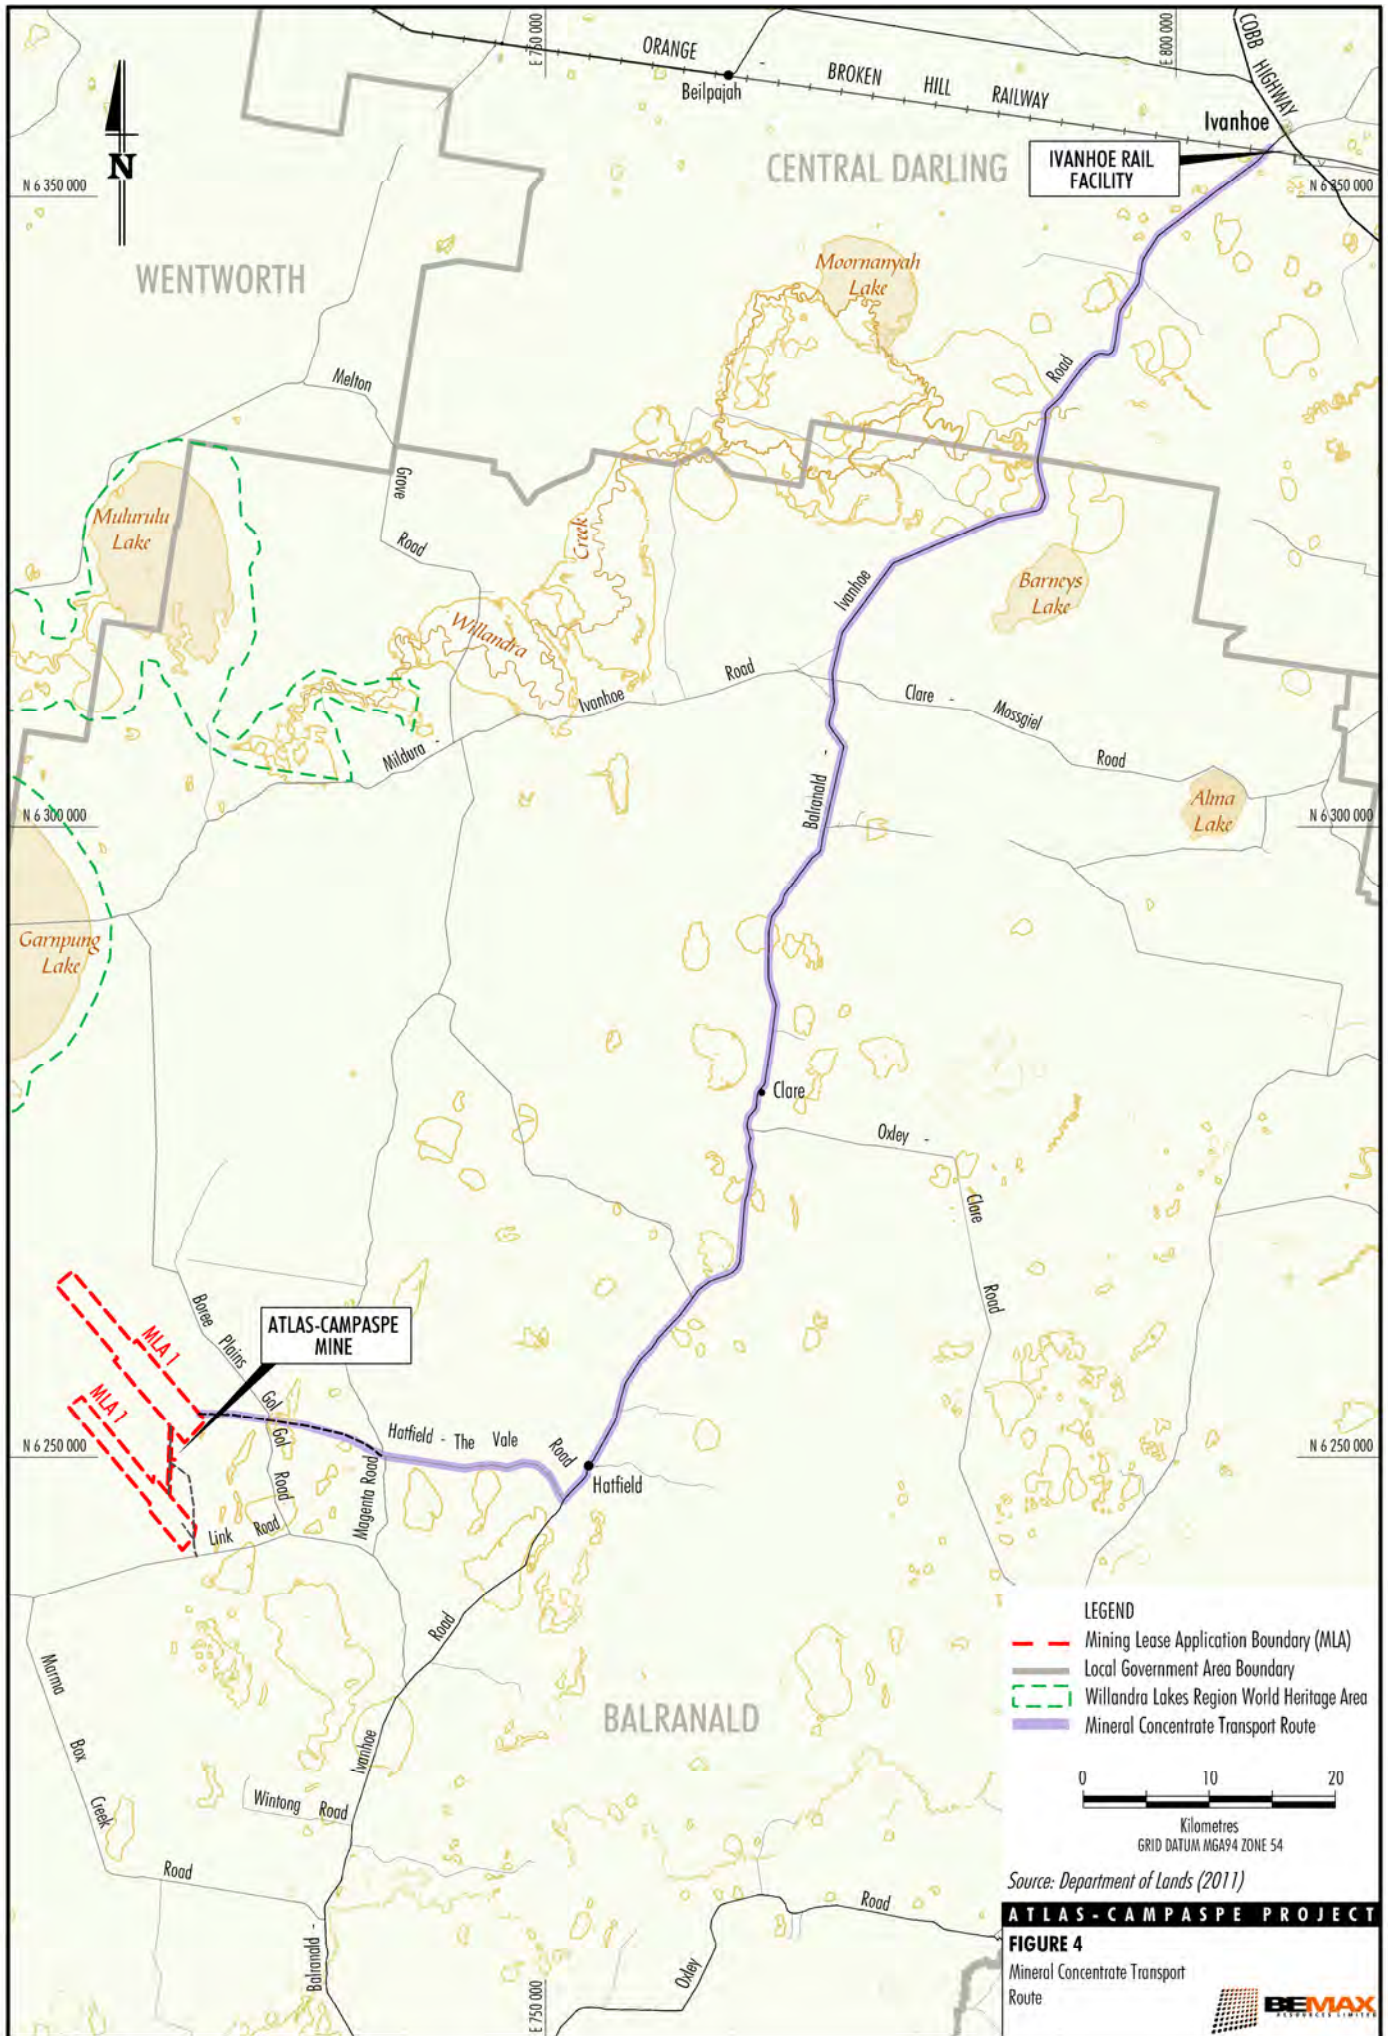 E 750 000
ORANGE - BROKEN HILL RAILWAY
Beilpajah
E 800 000
COBB HIGHWAY
Ivanhoe
IVANHOE RAIL
FACILITY
CENTRAL DARLING
N
N 6 350 000
N 6 350 000
WENTWORTH
Moornanyah
Lake
Road
Melton
Grove
Road
Mulurulu
Lake
Creek
Willandra
Ivanhoe
Barneys
Lake
Mildura -
Ivanhoe
Road
Clare -
Mossgiel
Road
Balranald -
Alma
Lake
N 6 300 000
N 6 300 000
Garnpung
Lake
Clare
Oxley -
Clare
Road
MLA 1
MLA 1
Boree
Plains
Gol
Gol
Road
ATLAS-CAMPASPE
MINE
Hatfield - The Vale
Road
Hatfield
Magenta Road
N 6 250 000
N 6 250 000
Link Road
Road
Marma
Box
Creek
Road
Ivanhoe
Wintong Road
Balranald -
BALRANALD
Oxley
Road
E 750 000
LEGEND
Mining Lease Application Boundary (MLA)
Local Government Area Boundary
Willandra Lakes Region World Heritage Area
Mineral Concentrate Transport Route
0 10 20
Kilometres
GRID DATUM MGA94 ZONE 54
Source: Department of Lands (2011)
ATLAS-CAMPASPE PROJECT
FIGURE 4
Mineral Concentrate Transport
Route
BEMAX
RESOURCES LIMITED